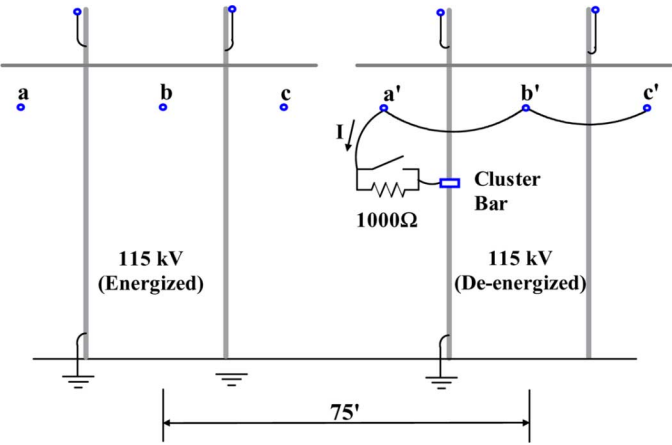 a
b
c
a'
b'
c'
I
Cluster
Bar
1000Ω
115 kV
(Energized)
115 kV
(De-energized)
75'